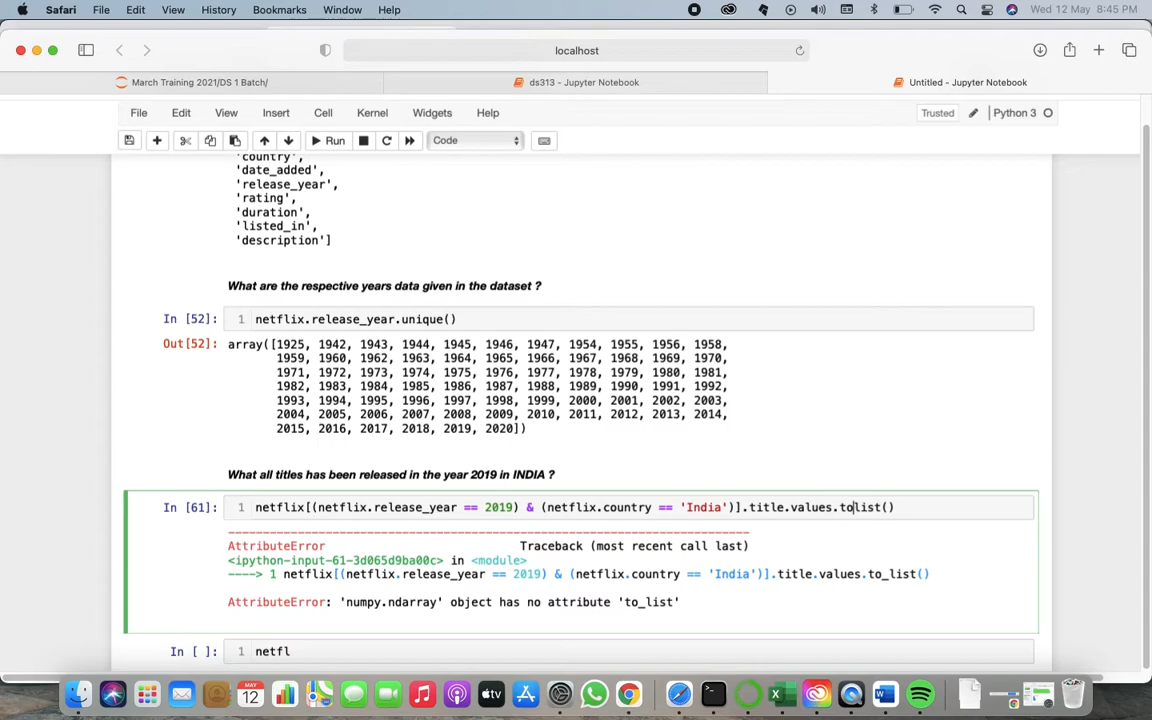 Safari File Edit View History Bookmarks Window Help Wed 12 May 8:45 PM
localhost
March Training 2021/DS 1 Batch/ ds313 - Jupyter Notebook Untitled - Jupyter Notebook
File Edit View Insert Cell Kernel Widgets Help Trusted Python 3
Run Code
'country',
'date_added',
'release_year',
'rating',
'duration',
'listed_in',
'description']
What are the respective years data given in the dataset ?
In [52]: 1 netflix.release_year.unique()
Out[52]: array([1925, 1942, 1943, 1944, 1945, 1946, 1947, 1954, 1955, 1956, 1958,
1959, 1960, 1962, 1963, 1964, 1965, 1966, 1967, 1968, 1969, 1970,
1971, 1972, 1973, 1974, 1975, 1976, 1977, 1978, 1979, 1980, 1981,
1982, 1983, 1984, 1985, 1986, 1987, 1988, 1989, 1990, 1991, 1992,
1993, 1994, 1995, 1996, 1997, 1998, 1999, 2000, 2001, 2002, 2003,
2004, 2005, 2006, 2007, 2008, 2009, 2010, 2011, 2012, 2013, 2014,
2015, 2016, 2017, 2018, 2019, 2020])
What all titles has been released in the year 2019 in INDIA ?
In [61]: 1 netflix[(netflix.release_year == 2019) & (netflix.country == 'India')].title.values.tolist()
AttributeError Traceback (most recent call last)
<ipython-input-61-3d065d9ba00c> in <module>
----> 1 netflix[(netflix.release_year == 2019) & (netflix.country == 'India')].title.values.to_list()
AttributeError: 'numpy.ndarray' object has no attribute 'to_list'
In [ ]: 1 netfl
MAY
12
tv